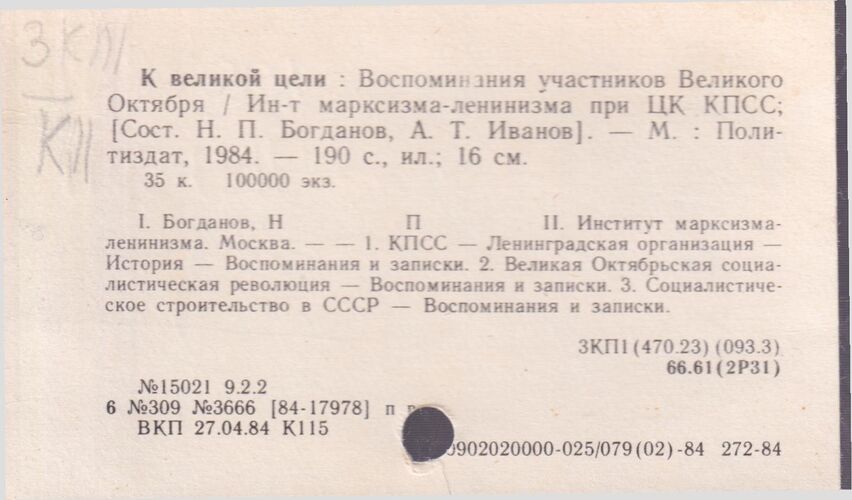 ЗКП
КП
К великой цели : Воспоминания участников Великого
Октября / Ин-т марксизма-ленинизма при ЦК КПСС;
[Сост. Н. П. Богданов, А. Т. Иванов]. — М. : Поли-
тиздат, 1984. — 190 с., ил.; 16 см.
35 к. 100000 экз.
I. Богданов, Н П II. Институт марксизма-
ленинизма. Москва. — — 1. КПСС — Ленинградская организация —
История — Воспоминания и записки. 2. Великая Октябрьская социа-
листическая революция — Воспоминания и записки. 3. Социалистиче-
ское строительство в СССР — Воспоминания и записки.
3КП1(470.23)(093.3)
66.61(2Р31)
№15021 9.2.2
6 №309 №3666 [84-17978] п
ВКП 27.04.84 К115
0902020000-025/079(02)-84 272-84